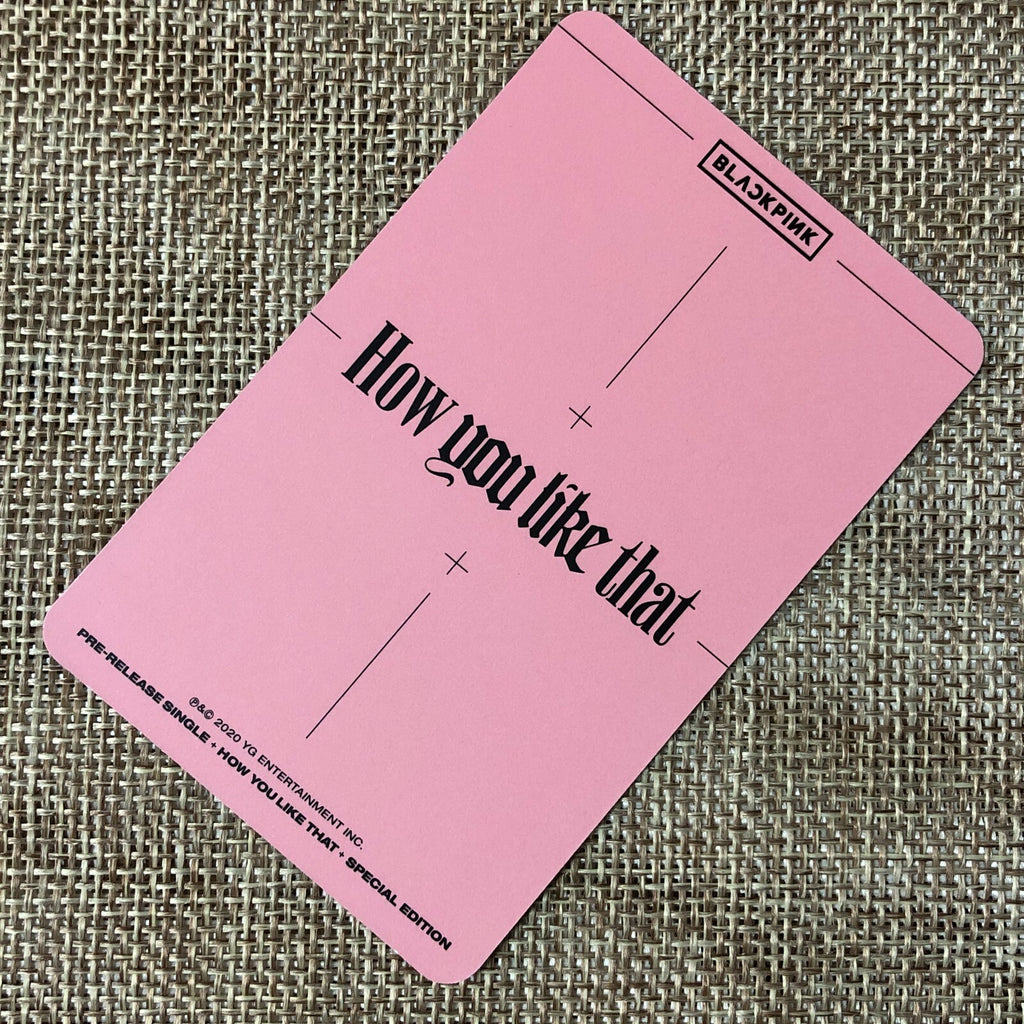 BLACKPINK
How you like that
℗&© 2020 YG ENTERTAINMENT INC.
PRE-RELEASE SINGLE + HOW YOU LIKE THAT + SPECIAL EDITION